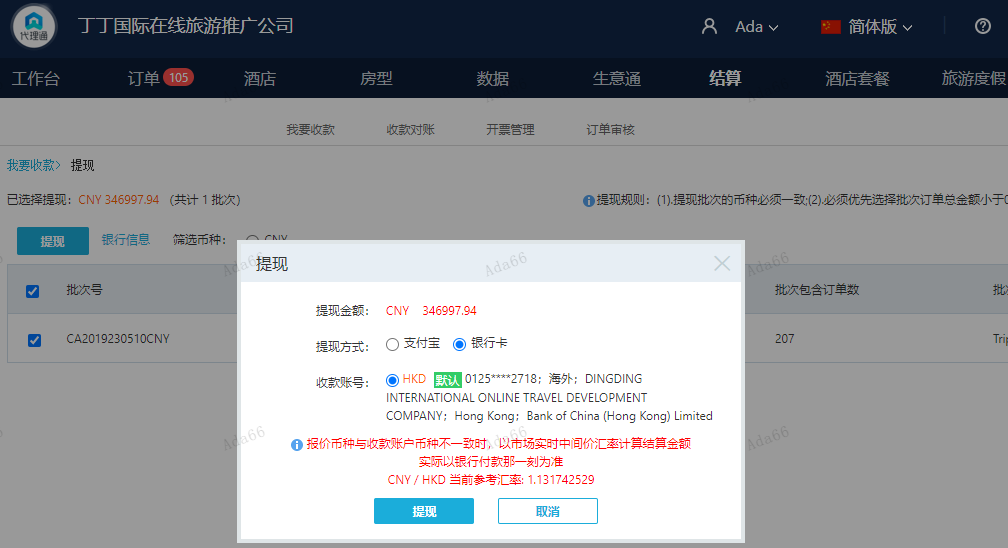 代理通
丁丁国际在线旅游推广公司
Ada
简体版
工作台
订单 105
酒店
房型
数据
生意通
结算
酒店套餐
旅游度假
我要收款
收款对账
开票管理
订单审核
我要收款> 提现
已选择提现: CNY 346997.94 (共计 1 批次)
提现规则: (1).提现批次的币种必须一致;(2).必须优先选择批次订单总金额小于0
提现
银行信息
筛选币种:
CNY
批次号
批次包含订单数
批次
CA2019230510CNY
207
Trip
提现
提现金额: CNY 346997.94
提现方式: 支付宝 银行卡
收款账号: HKD 默认 0125****2718; 海外; DINGDING
INTERNATIONAL ONLINE TRAVEL DEVELOPMENT
COMPANY; Hong Kong; Bank of China (Hong Kong) Limited
报价币种与收款账户币种不一致时, 以市场实时中间价汇率计算结算金额
实际以银行付款那一刻为准
CNY / HKD 当前参考汇率: 1.131742529
提现
取消
Ada66
Ada66
Ada66
Ada66
Ada66
Ada66